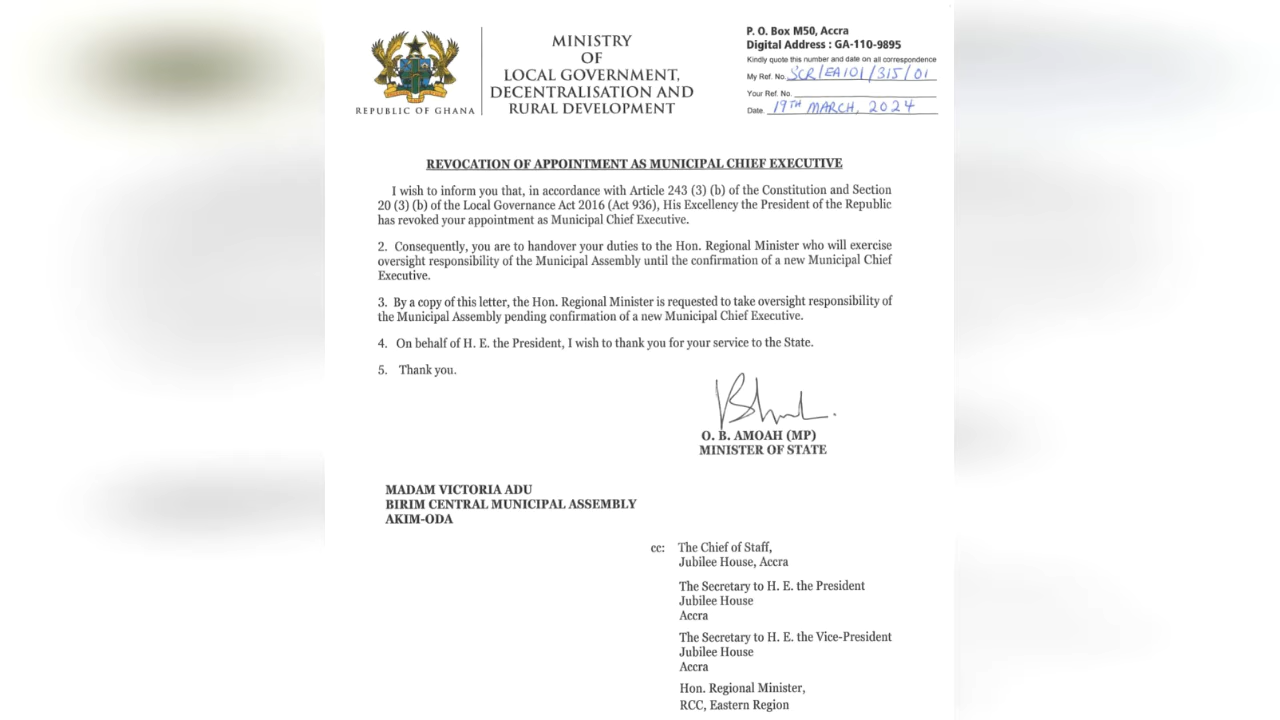 REPUBLIC OF GHANA
MINISTRY
OF
LOCAL GOVERNMENT,
DECENTRALISATION AND
RURAL DEVELOPMENT
P. O. Box M50, Accra
Digital Address : GA-110-9895
Kindly quote this number and date on all correspondence
My Ref. No. SCR/EA101/315/01
Your Ref. No.
Date. 19TH MARCH, 2024
REVOCATION OF APPOINTMENT AS MUNICIPAL CHIEF EXECUTIVE
I wish to inform you that, in accordance with Article 243 (3) (b) of the Constitution and Section
20 (3) (b) of the Local Governance Act 2016 (Act 936), His Excellency the President of the Republic
has revoked your appointment as Municipal Chief Executive.
2. Consequently, you are to handover your duties to the Hon. Regional Minister who will exercise
oversight responsibility of the Municipal Assembly until the confirmation of a new Municipal Chief
Executive.
3. By a copy of this letter, the Hon. Regional Minister is requested to take oversight responsibility of
the Municipal Assembly pending confirmation of a new Municipal Chief Executive.
4. On behalf of H. E. the President, I wish to thank you for your service to the State.
5. Thank you.
O. B. AMOAH (MP)
MINISTER OF STATE
MADAM VICTORIA ADU
BIRIM CENTRAL MUNICIPAL ASSEMBLY
AKIM-ODA
cc: The Chief of Staff,
Jubilee House, Accra
The Secretary to H. E. the President
Jubilee House
Accra
The Secretary to H. E. the Vice-President
Jubilee House
Accra
Hon. Regional Minister,
RCC, Eastern Region